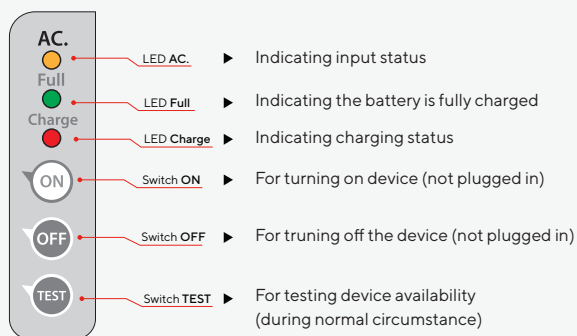 AC.
LED AC. ▶ Indicating input status
Full
LED Full ▶ Indicating the battery is fully charged
Charge
LED Charge ▶ Indicating charging status
ON
Switch ON ▶ For turning on device (not plugged in)
OFF
Switch OFF ▶ For truning off the device (not plugged in)
TEST
Switch TEST ▶ For testing device availability
(during normal circumstance)